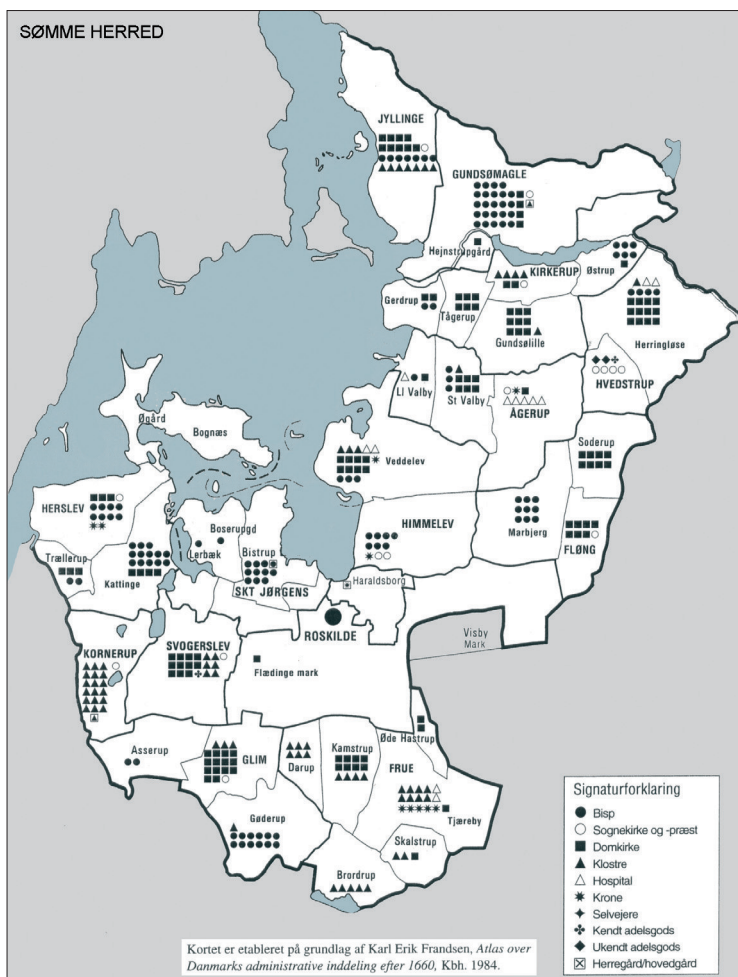 SØMME HERRED
JYLLINGE
GUNDSØMAGLE
Hejnstrupgård
KIRKERUP
Østrup
Gerdrup
Tågerup
Gundsølille
Herringløse
HVEDSTRUP
Ll Valby
St Valby
ÅGERUP
Øgård
Bognæs
Veddelev
Soderup
HERSLEV
Boserupgd
Lerbæk
Bistrup
HIMMELEV
Marbjerg
FLØNG
Trællerup
Kattinge
SKT JØRGENS
Haraldsborg
ROSKILDE
Visby
Mark
KORNERUP
SVOGERSLEV
Flædinge mark
Øde Hastrup
Asserup
GLIM
Darup
Kamstrup
FRUE
Tjæreby
Gøderup
Skalstrup
Brordrup
Signaturforklaring
Bisp
Sognekirke og -præst
Domkirke
Klostre
Hospital
Krone
Selvejere
Kendt adelsgods
Ukendt adelsgods
Herregård/hovedgård
Kortet er etableret på grundlag af Karl Erik Frandsen, Atlas over
Danmarks administrative inddeling efter 1660, Kbh. 1984.